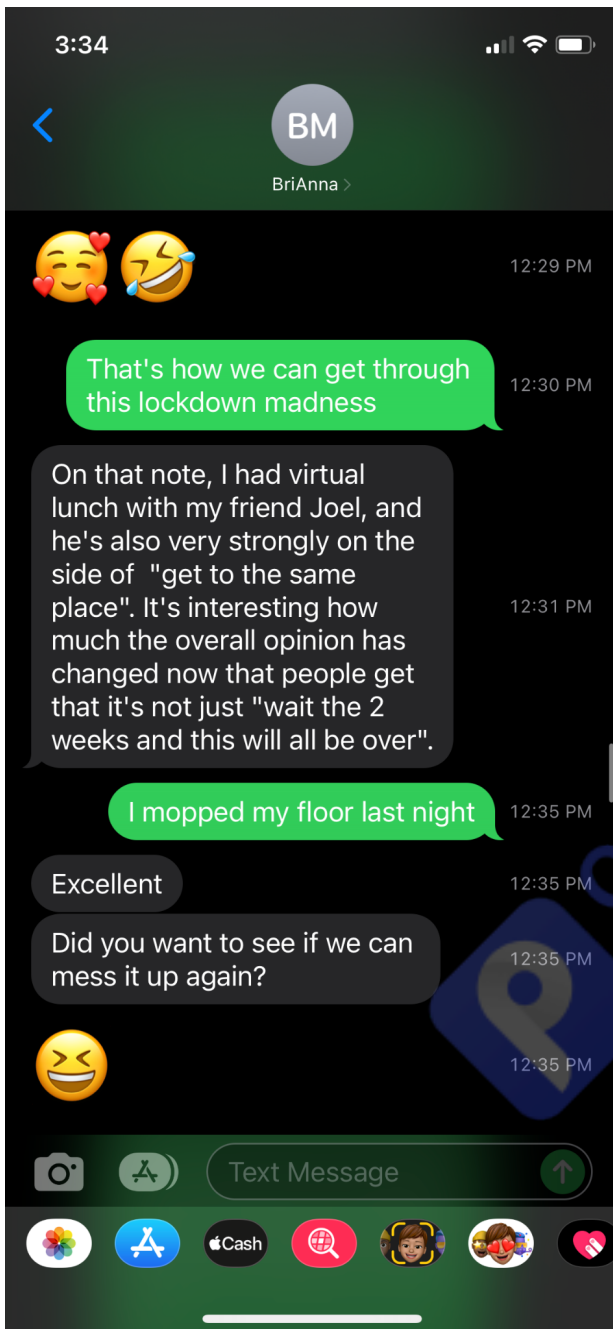 3:34
BM
BriAnna
12:29 PM
That's how we can get through
this lockdown madness
12:30 PM
On that note, I had virtual
lunch with my friend Joel, and
he's also very strongly on the
side of  "get to the same
place". It's interesting how
much the overall opinion has
changed now that people get
that it's not just "wait the 2
weeks and this will all be over".
12:31 PM
I mopped my floor last night
12:35 PM
Excellent
12:35 PM
Did you want to see if we can
mess it up again?
12:35 PM
12:35 PM
Text Message
Cash